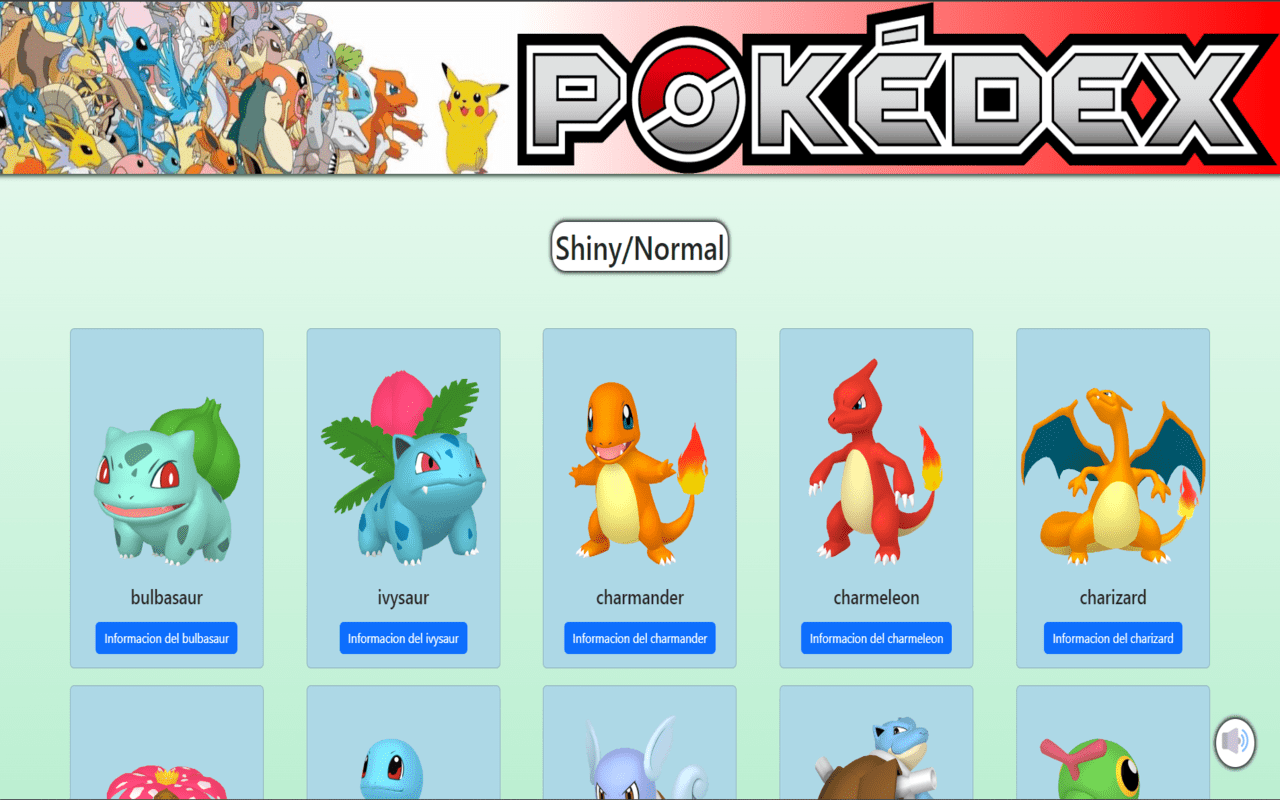 POKÉDEX
Shiny/Normal
bulbasaur
ivysaur
charmander
charmeleon
charizard
Informacion del bulbasaur
Informacion del ivysaur
Informacion del charmander
Informacion del charmeleon
Informacion del charizard